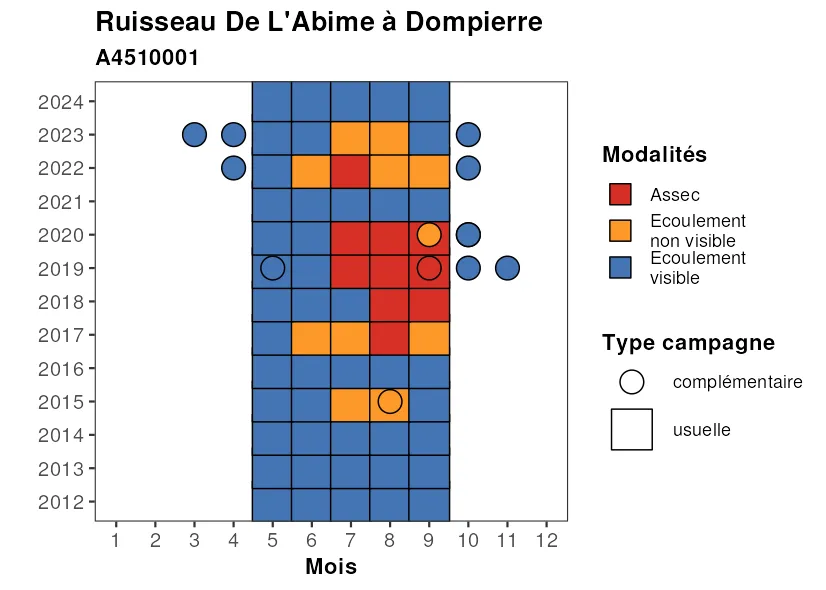 Ruisseau De L'Abime à Dompierre
A4510001
2024
2023
2022
2021
2020
2019
2018
2017
2016
2015
2014
2013
2012
1 2 3 4 5 6 7 8 9 10 11 12
Mois
Modalités
Assec
Ecoulement
non visible
Ecoulement
visible
Type campagne
complémentaire
usuelle